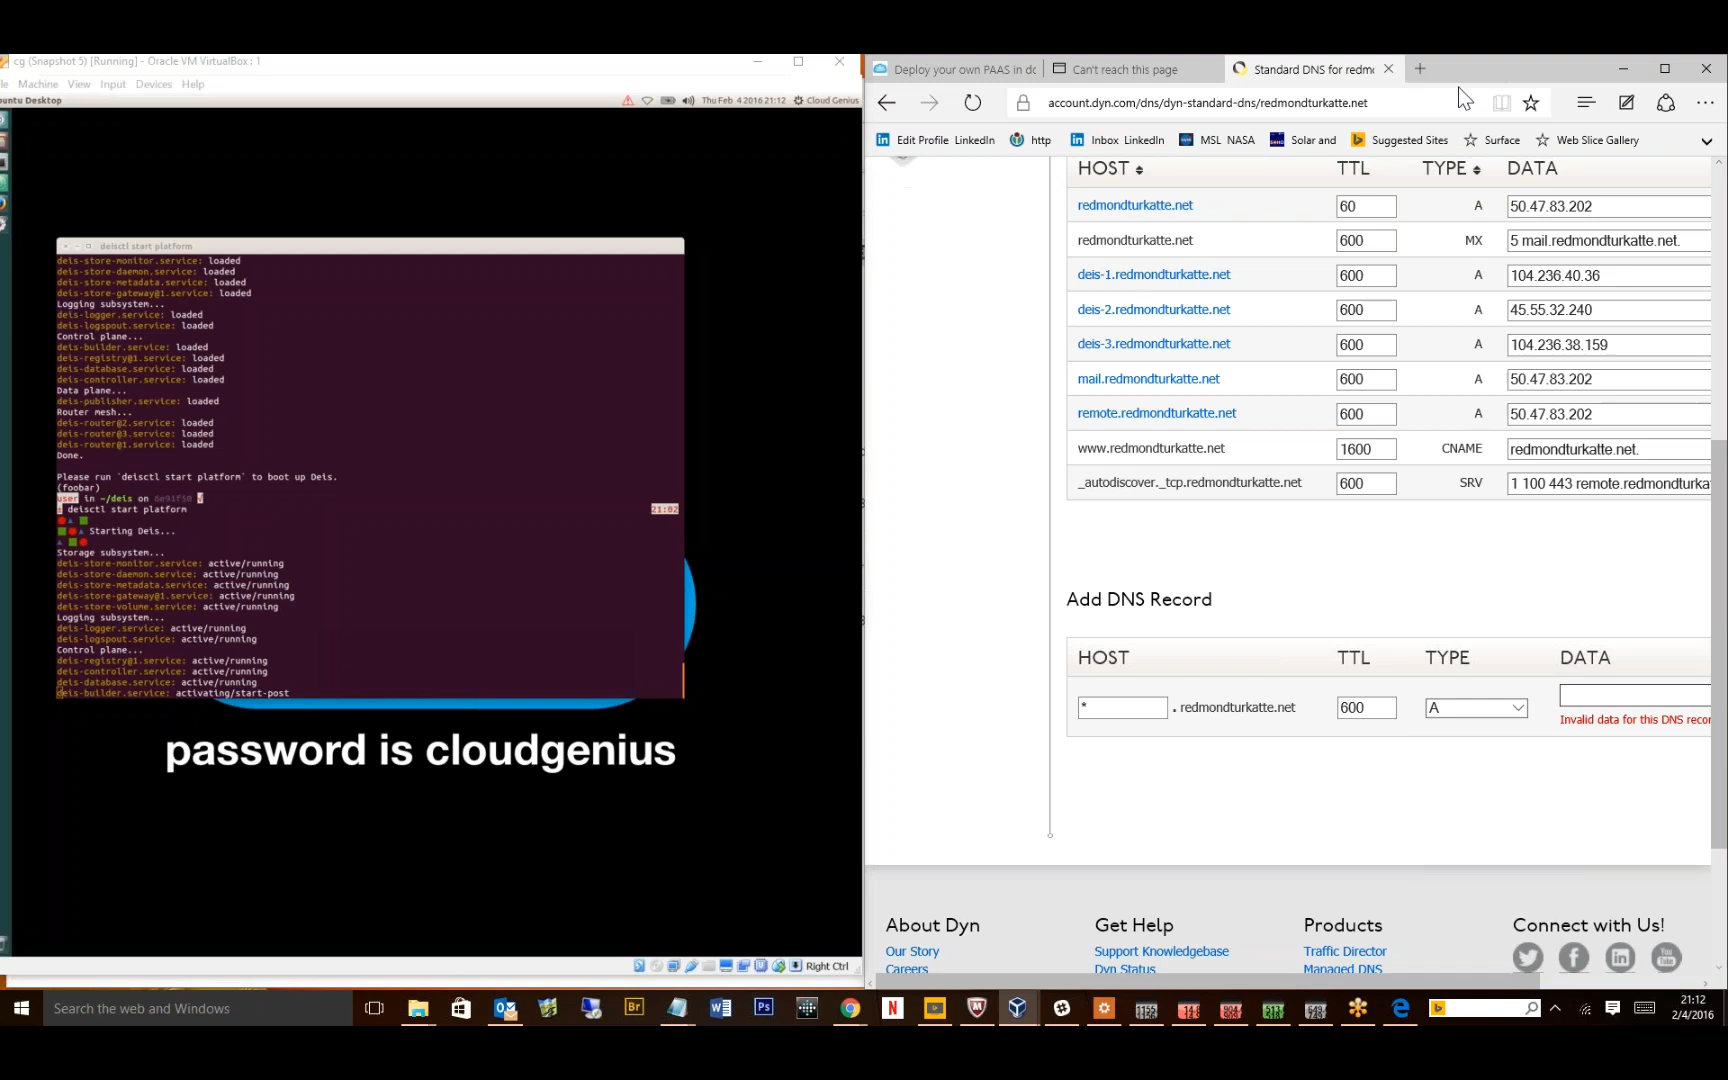 cg (Snapshot 5) [Running] - Oracle VM VirtualBox : 1
Machine View Input Devices Help
buntu Desktop
Thu Feb 4 2016 21:12 Cloud Genius
deisctl start platform
deis-store-monitor.service: loaded
deis-store-daemon.service: loaded
deis-store-metadata.service: loaded
deis-store-gateway@1.service: loaded
Logging subsystem...
deis-logger.service: loaded
deis-logspout.service: loaded
Control plane...
deis-builder.service: loaded
deis-registry@1.service: loaded
deis-database.service: loaded
deis-controller.service: loaded
Data plane...
deis-publisher.service: loaded
Router mesh...
deis-router@2.service: loaded
deis-router@3.service: loaded
deis-router@1.service: loaded
Done.
Please run `deisctl start platform` to boot up Deis.
(foobar)
user in ~/deis on 6e91f50 √
± deisctl start platform 21:02
Starting Deis...
Storage subsystem...
deis-store-monitor.service: active/running
deis-store-daemon.service: active/running
deis-store-metadata.service: active/running
deis-store-gateway@1.service: active/running
deis-store-volume.service: active/running
Logging subsystem...
deis-logger.service: active/running
deis-logspout.service: active/running
Control plane...
deis-registry@1.service: active/running
deis-controller.service: active/running
deis-database.service: active/running
deis-builder.service: activating/start-post
password is cloudgenius
Right Ctrl
Deploy your own PAAS in do
Can't reach this page
Standard DNS for redmo
account.dyn.com/dns/dyn-standard-dns/redmondturkatte.net
Edit Profile LinkedIn http Inbox LinkedIn MSL NASA Solar and Suggested Sites Surface Web Slice Gallery
HOST TTL TYPE DATA
redmondturkatte.net 60 A 50.47.83.202
redmondturkatte.net 600 MX 5 mail.redmondturkatte.net.
deis-1.redmondturkatte.net 600 A 104.236.40.36
deis-2.redmondturkatte.net 600 A 45.55.32.240
deis-3.redmondturkatte.net 600 A 104.236.38.159
mail.redmondturkatte.net 600 A 50.47.83.202
remote.redmondturkatte.net 600 A 50.47.83.202
www.redmondturkatte.net 1600 CNAME redmondturkatte.net.
_autodiscover._tcp.redmondturkatte.net 600 SRV 1 100 443 remote.redmondturka
Add DNS Record
HOST TTL TYPE DATA
* . redmondturkatte.net 600 A
Invalid data for this DNS recor
About Dyn Get Help Products Connect with Us!
Our Story Support Knowledgebase Traffic Director
Careers Dyn Status Managed DNS
Search the web and Windows
21:12
2/4/2016